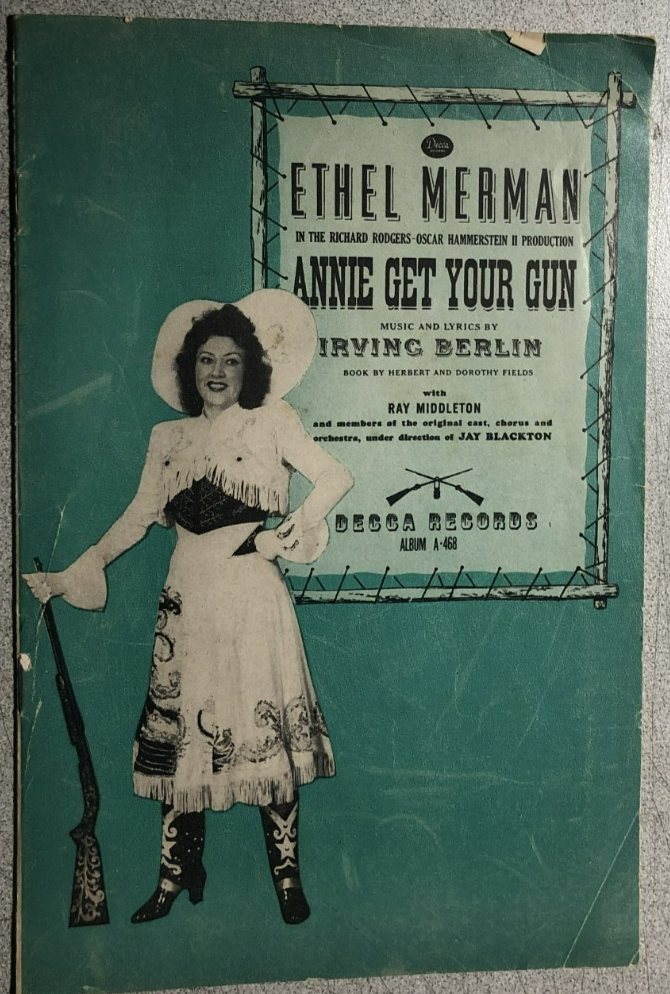 Decca
ETHEL MERMAN
IN THE RICHARD RODGERS-OSCAR HAMMERSTEIN II PRODUCTION
ANNIE GET YOUR GUN
MUSIC AND LYRICS BY
IRVING BERLIN
BOOK BY HERBERT AND DOROTHY FIELDS
with
RAY MIDDLETON
and members of the original cast, chorus and
orchestra, under direction of JAY BLACKTON
DECCA RECORDS
ALBUM A-468